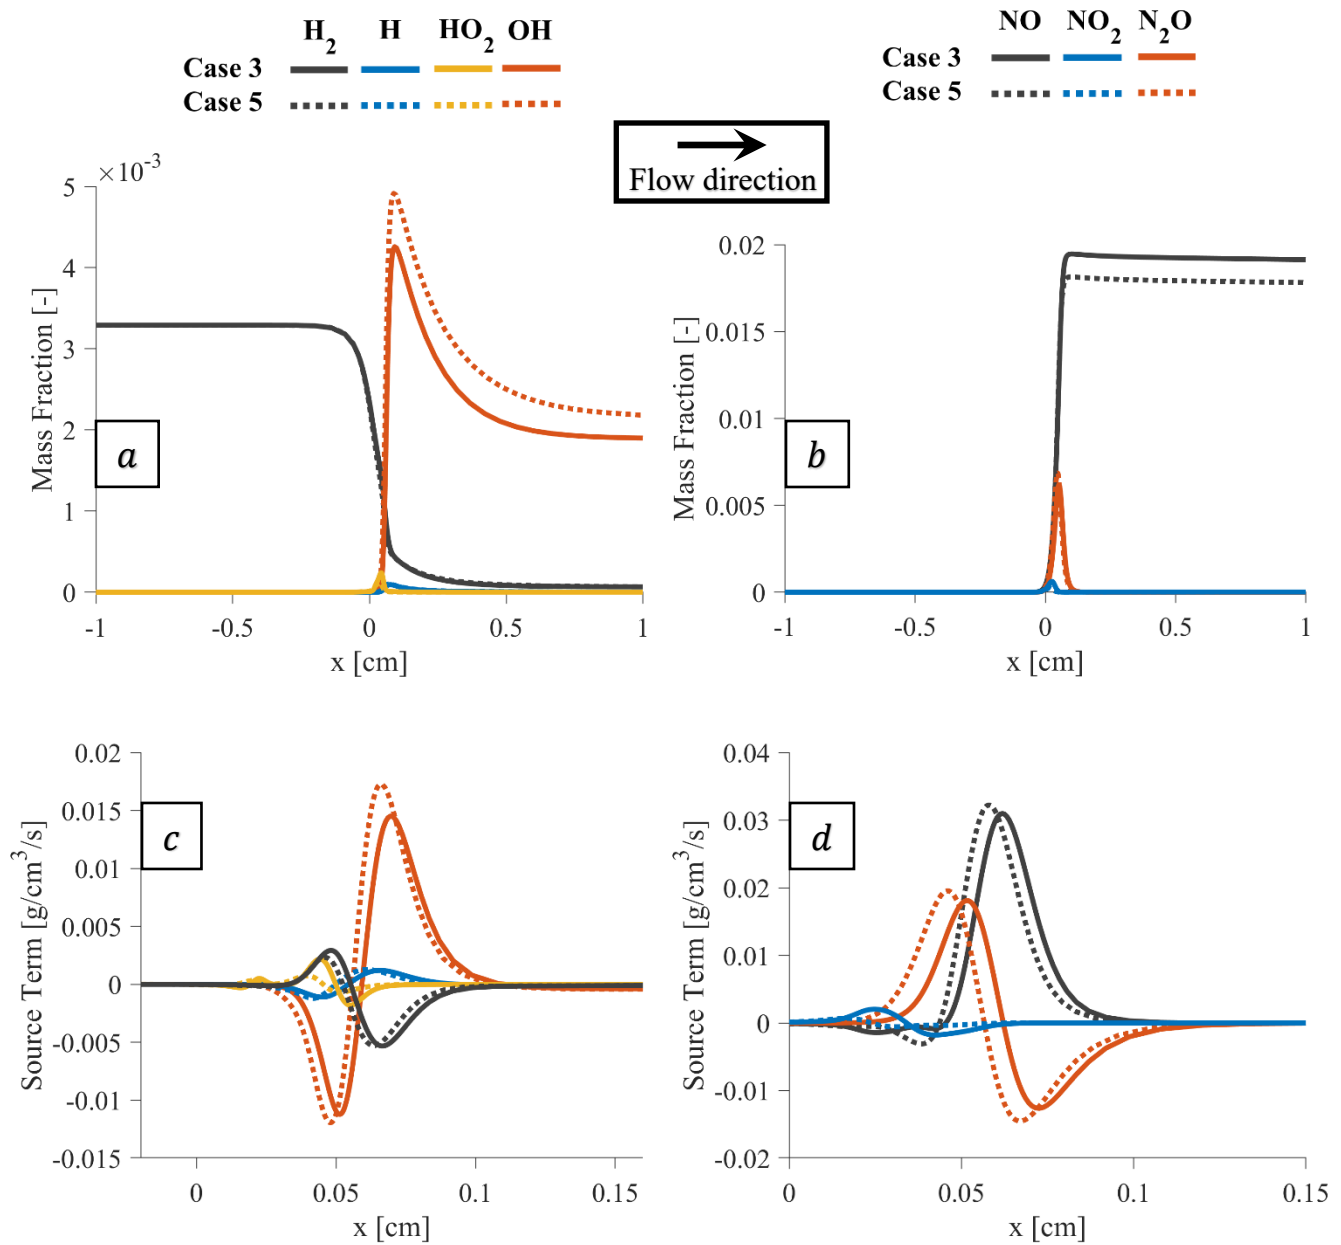 H2 H HO2 OH
Case 3
Case 5
NO NO2 N2O
Case 3
Case 5
Flow direction
×10-3
5
4
3
2
1
0
Mass Fraction [-]
a
-1 -0.5 0 0.5 1
x [cm]
0.02
0.015
0.01
0.005
0
Mass Fraction [-]
b
-1 -0.5 0 0.5 1
x [cm]
0.02
0.015
0.01
0.005
0
-0.005
-0.01
-0.015
Source Term [g/cm3/s]
c
0 0.05 0.1 0.15
x [cm]
0.04
0.03
0.02
0.01
0
-0.01
-0.02
Source Term [g/cm3/s]
d
0 0.05 0.1 0.15
x [cm]